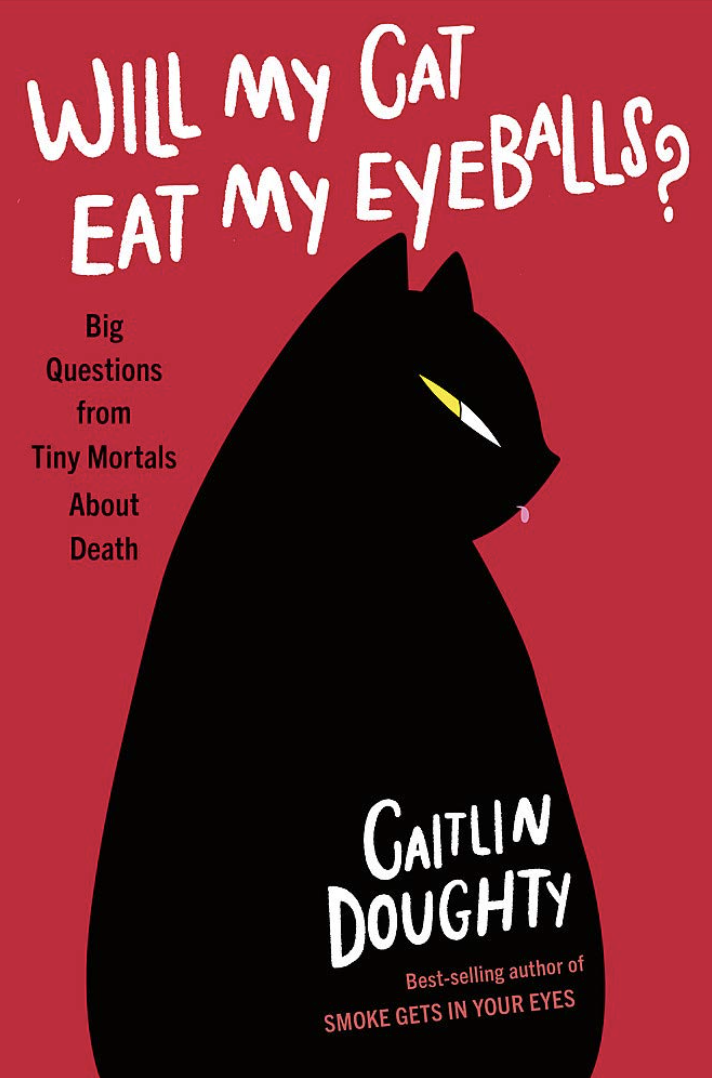 WILL MY CAT
EAT MY EYEBALLS?
Big
Questions
from
Tiny Mortals
About
Death
CAITLIN
DOUGHTY
Best-selling author of
SMOKE GETS IN YOUR EYES